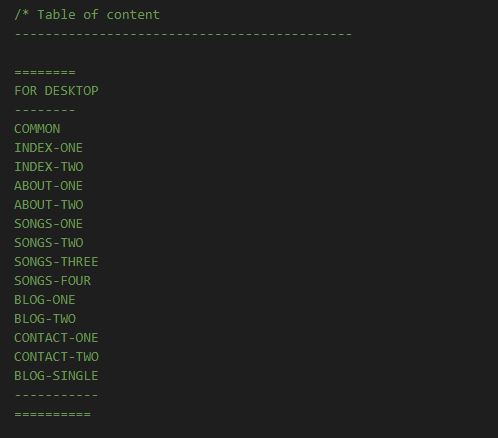 /* Table of content
--------------------------------------------
========
FOR DESKTOP
--------
COMMON
INDEX-ONE
INDEX-TWO
ABOUT-ONE
ABOUT-TWO
SONGS-ONE
SONGS-TWO
SONGS-THREE
SONGS-FOUR
BLOG-ONE
BLOG-TWO
CONTACT-ONE
CONTACT-TWO
BLOG-SINGLE
-----------
==========